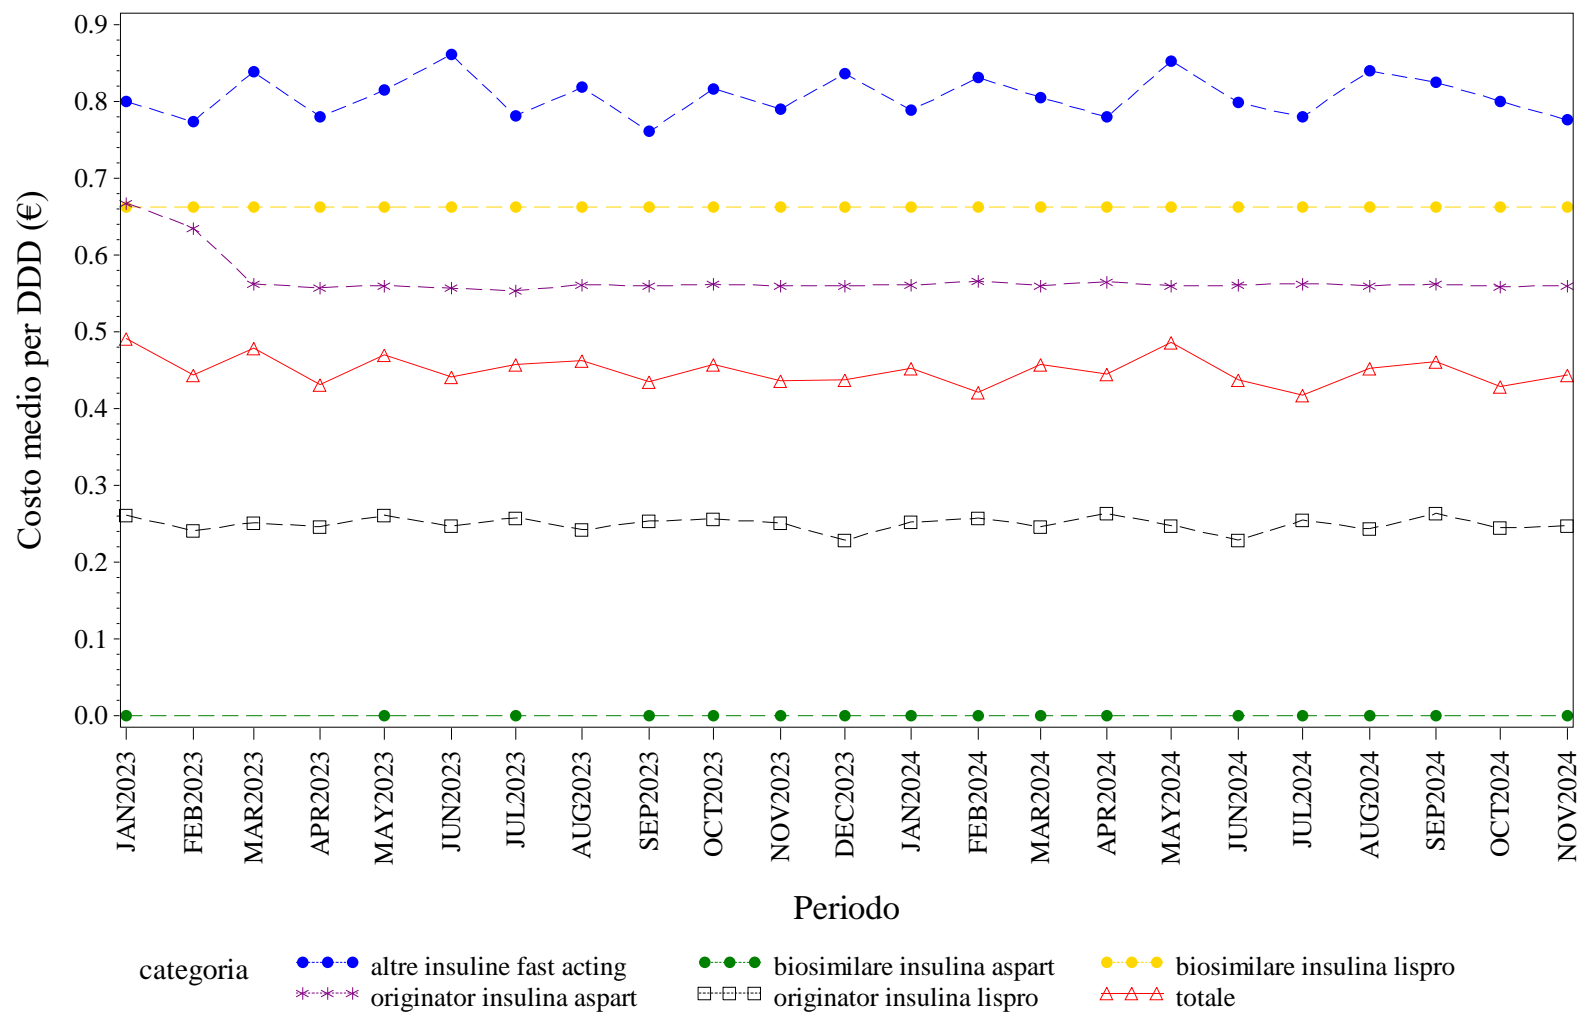 Costo medio per DDD (€)
0.9
0.8
0.7
0.6
0.5
0.4
0.3
0.2
0.1
0.0
JAN2023
FEB2023
MAR2023
APR2023
MAY2023
JUN2023
JUL2023
AUG2023
SEP2023
OCT2023
NOV2023
DEC2023
JAN2024
FEB2024
MAR2024
APR2024
MAY2024
JUN2024
JUL2024
AUG2024
SEP2024
OCT2024
NOV2024
Periodo
categoria
altre insuline fast acting
biosimilare insulina aspart
biosimilare insulina lispro
originator insulina aspart
originator insulina lispro
totale